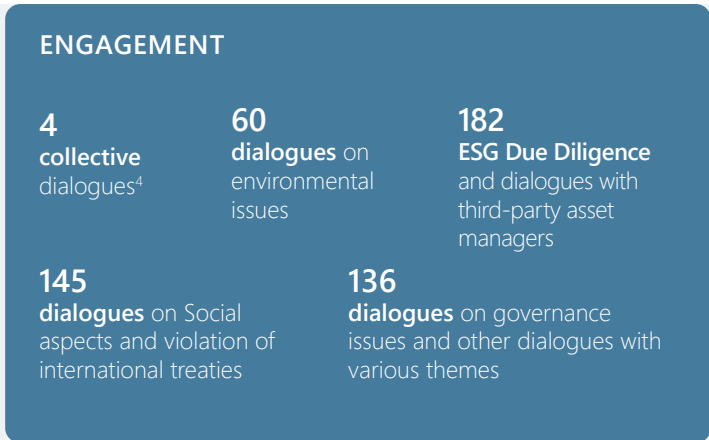 ENGAGEMENT
4
collective
dialogues⁴
60
dialogues on
environmental
issues
182
ESG Due Diligence
and dialogues with
third-party asset
managers
145
dialogues on Social
aspects and violation of
international treaties
136
dialogues on governance
issues and other dialogues with
various themes